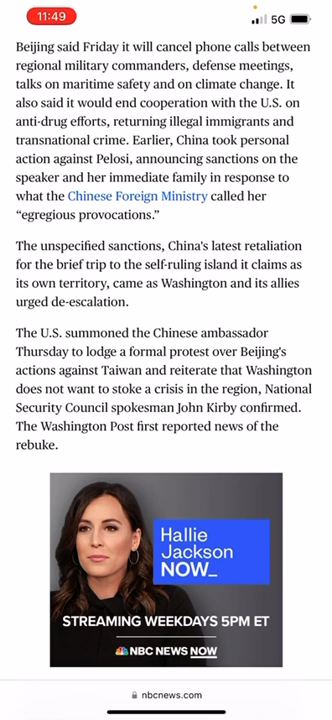 11:49
5G
Beijing said Friday it will cancel phone calls between
regional military commanders, defense meetings,
talks on maritime safety and on climate change. It
also said it would end cooperation with the U.S. on
anti-drug efforts, returning illegal immigrants and
transnational crime. Earlier, China took personal
action against Pelosi, announcing sanctions on the
speaker and her immediate family in response to
what the Chinese Foreign Ministry called her
“egregious provocations.”
The unspecified sanctions, China's latest retaliation
for the brief trip to the self-ruling island it claims as
its own territory, came as Washington and its allies
urged de-escalation.
The U.S. summoned the Chinese ambassador
Thursday to lodge a formal protest over Beijing's
actions against Taiwan and reiterate that Washington
does not want to stoke a crisis in the region, National
Security Council spokesman John Kirby confirmed.
The Washington Post first reported news of the
rebuke.
Hallie
Jackson
NOW_
STREAMING WEEKDAYS 5PM ET
NBC NEWS NOW
nbcnews.com